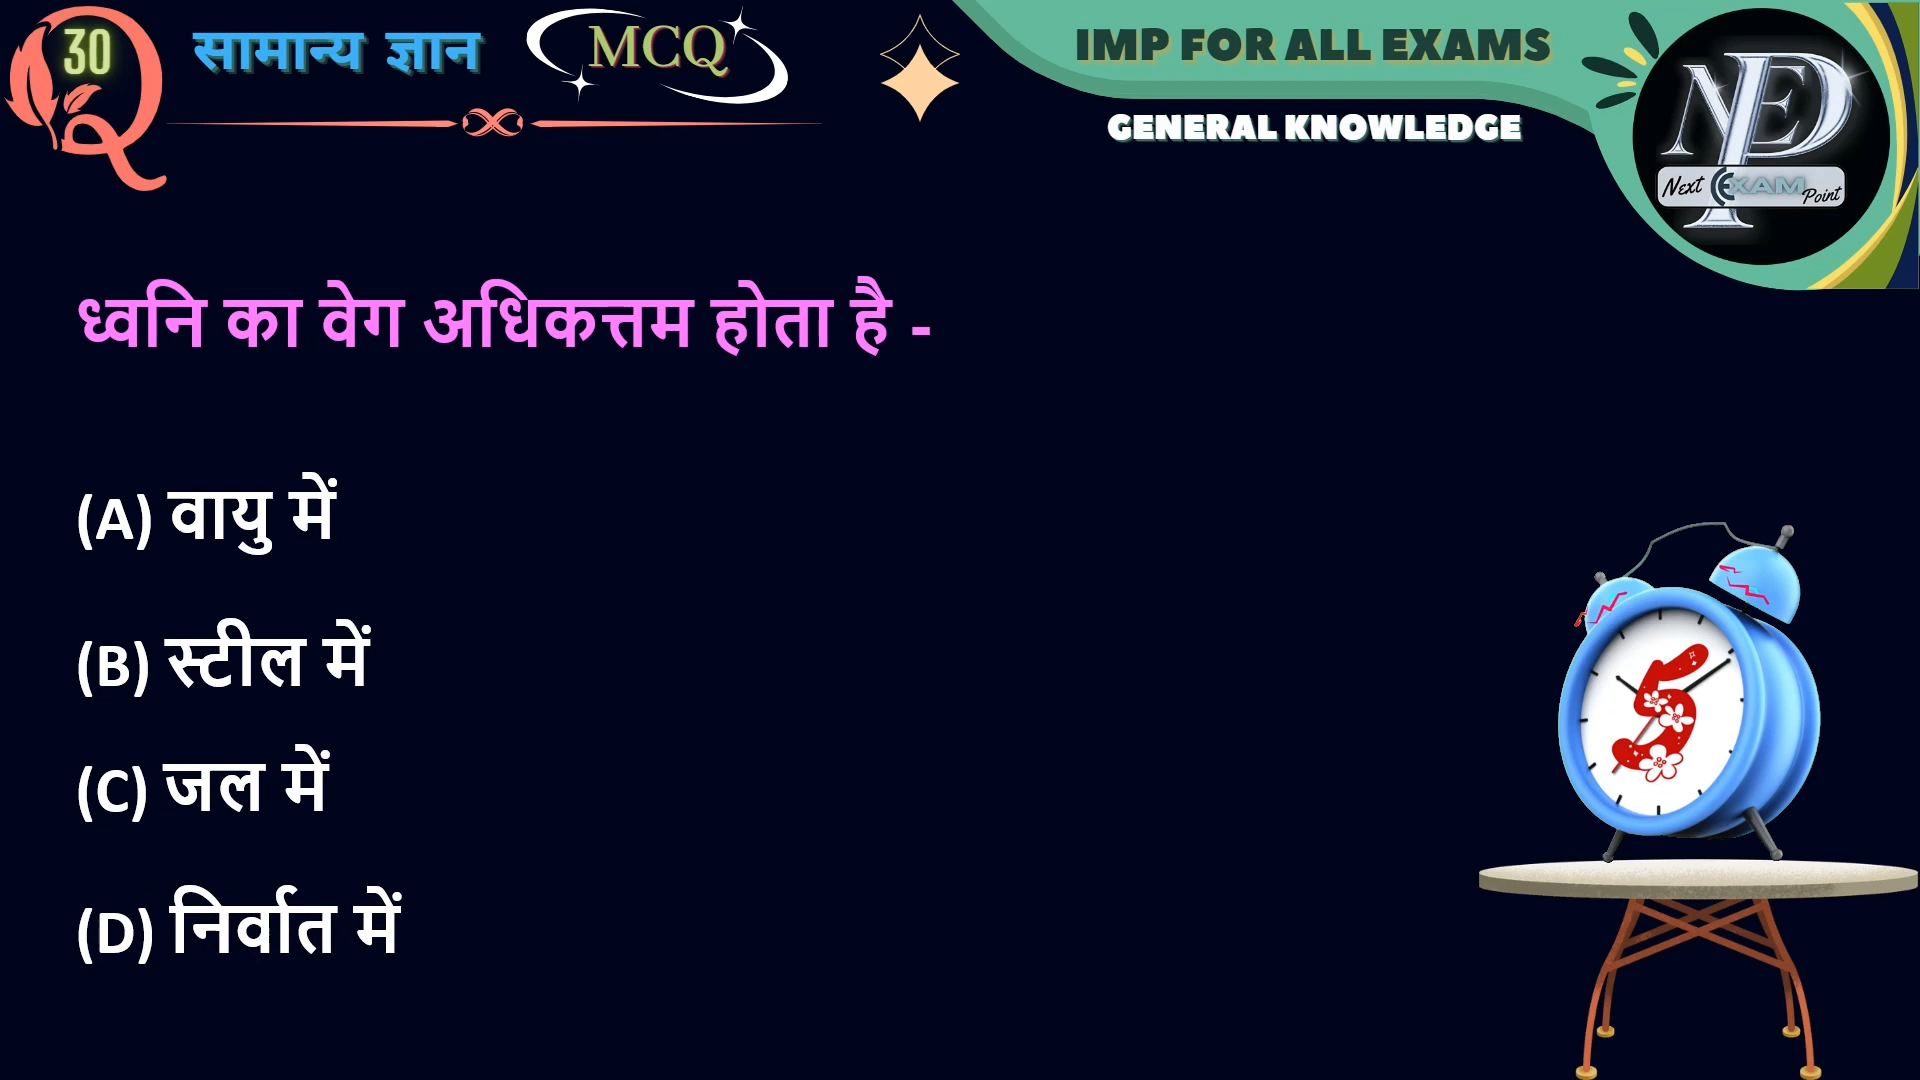 30
सामान्य ज्ञान
MCQ
IMP FOR ALL EXAMS
GENERAL KNOWLEDGE
NEP
Next EXAM Point
ध्वनि का वेग अधिकत्तम होता है -
(A) वायु में
(B) स्टील में
(C) जल में
(D) निर्वात में
5